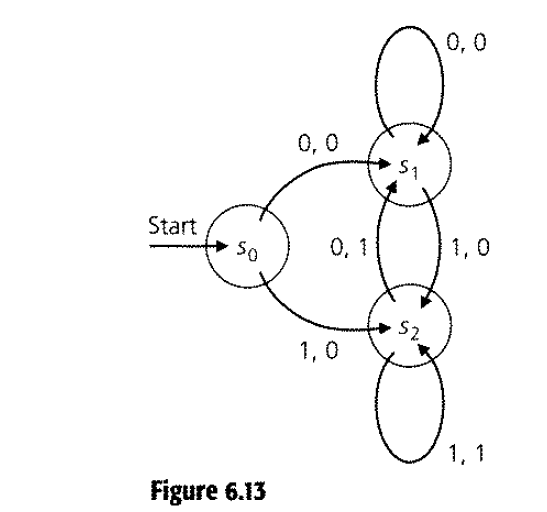 0, 0
0, 0
s1
Start
s0
0, 1
1, 0
s2
1, 0
1, 1
Figure 6.13